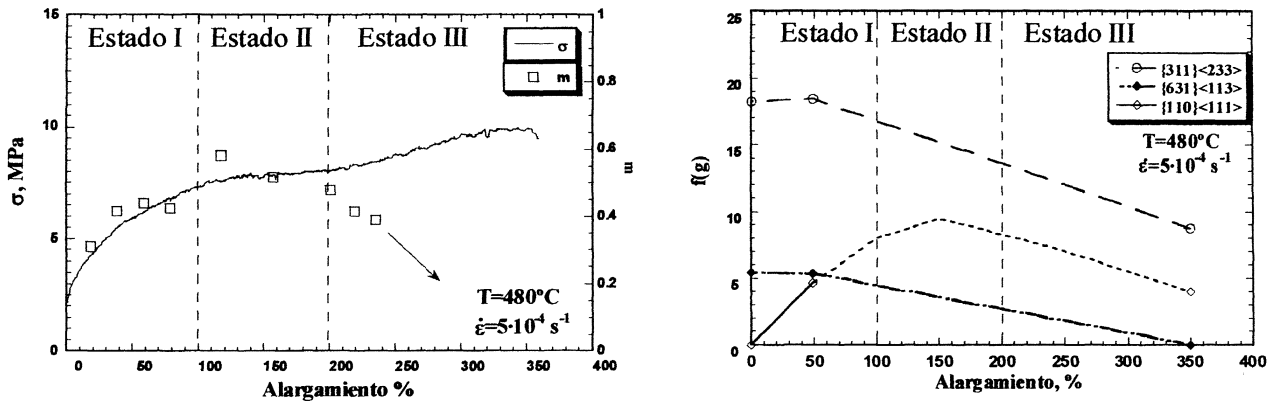 Estado I
Estado II
Estado III
σ
m
15
10
5
0
σ, MPa
1
0.8
0.6
0.4
0.2
0
m
T=480ºC
ε̇=5·10⁻⁴ s⁻¹
0
50
100
150
200
250
300
350
400
Alargamiento %
Estado I
Estado II
Estado III
{311}<233>
{631}<113>
{110}<111>
T=480ºC
ε̇=5·10⁻⁴ s⁻¹
25
20
15
10
5
0
f(g)
0
50
100
150
200
250
300
350
400
Alargamiento, %